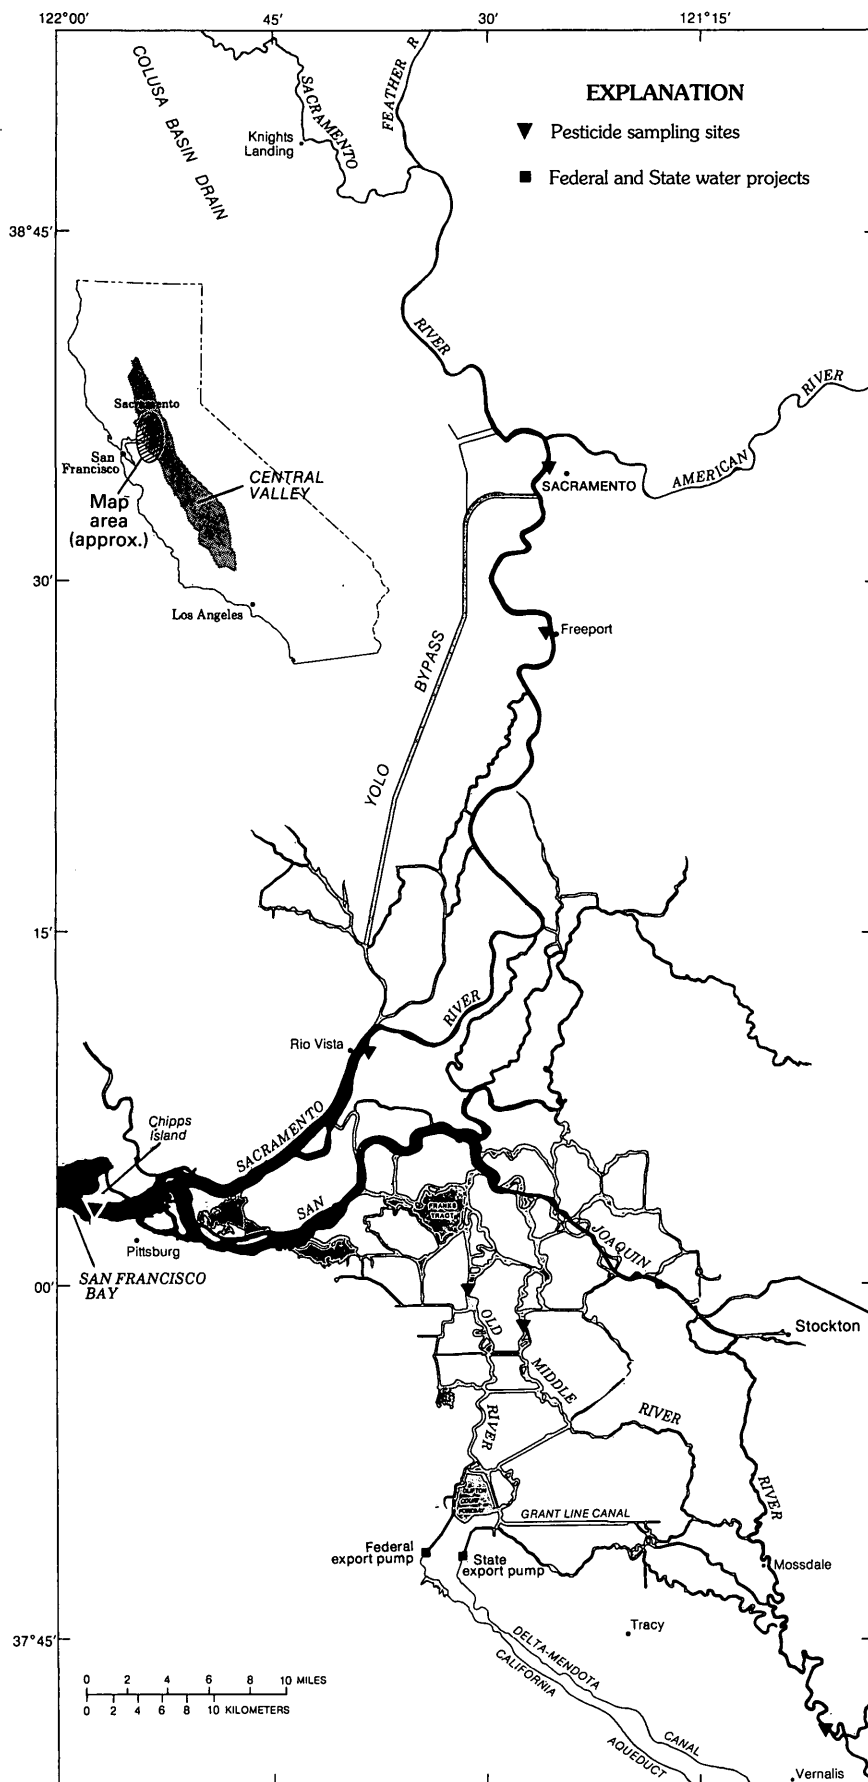 122°00'
45'
30'
121°15'
EXPLANATION
Pesticide sampling sites
Federal and State water projects
COLUSA BASIN DRAIN
SACRAMENTO
FEATHER R
Knights
Landing
38°45'
RIVER
RIVER
AMERICAN
SACRAMENTO
Sacramento
San
Francisco
CENTRAL
VALLEY
Map
area
(approx.)
Los Angeles
30'
Freeport
BYPASS
YOLO
15'
RIVER
Rio Vista
SACRAMENTO
Chipps
Island
SAN
FRANKS
TRACT
JOAQUIN
Pittsburg
SAN FRANCISCO
BAY
00'
OLD
Stockton
MIDDLE
RIVER
RIVER
RIVER
CLIFTON
COURT
FOREBAY
GRANT LINE CANAL
Federal
export pump
State
export pump
Mossdale
Tracy
37°45'
DELTA-MENDOTA
CALIFORNIA
CANAL
AQUEDUCT
0 2 4 6 8 10 MILES
0 2 4 6 8 10 KILOMETERS
Vernalis